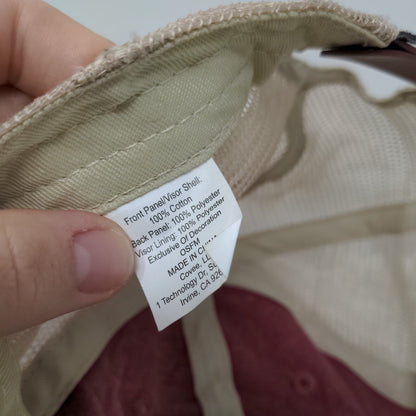 Front Panel/Visor Shell:
100% Cotton
Back Panel: 100% Polyester
Visor Lining: 100% Polyester
Exclusive Of Decoration
OSFM
MADE IN
Covee,
1 Technology Dr,
Irvine, CA